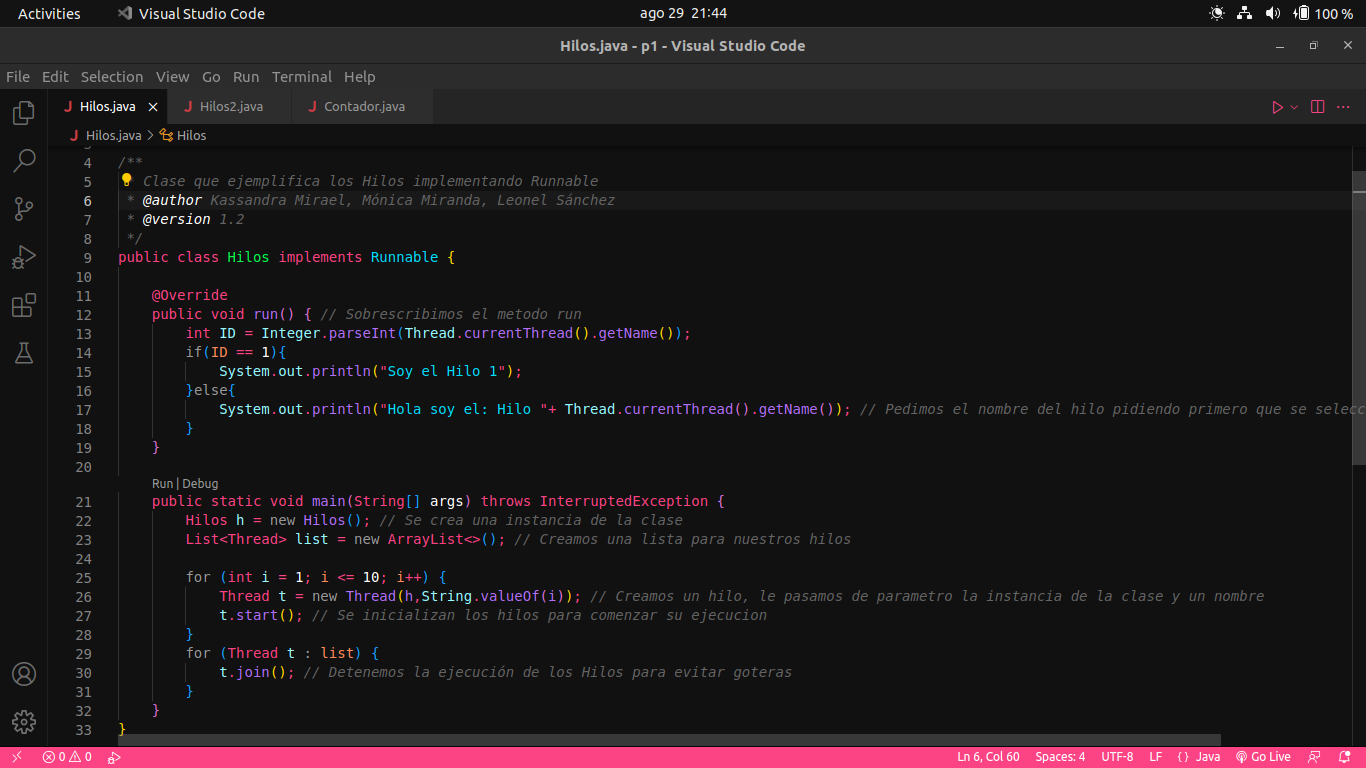 Activities
Visual Studio Code
ago 29 21:44
100 %
Hilos.java - p1 - Visual Studio Code
File Edit Selection View Go Run Terminal Help
J Hilos.java
J Hilos2.java
J Contador.java
J Hilos.java > Hilos
4 /**
5 Clase que ejemplifica los Hilos implementando Runnable
6 * @author Kassandra Mirael, Mónica Miranda, Leonel Sánchez
7 * @version 1.2
8 */
9 public class Hilos implements Runnable {
10
11 @Override
12 public void run() { // Sobrescribimos el metodo run
13 int ID = Integer.parseInt(Thread.currentThread().getName());
14 if(ID == 1){
15 System.out.println("Soy el Hilo 1");
16 }else{
17 System.out.println("Hola soy el: Hilo "+ Thread.currentThread().getName()); // Pedimos el nombre del hilo pidiendo primero que se selecc
18 }
19 }
20
Run | Debug
21 public static void main(String[] args) throws InterruptedException {
22 Hilos h = new Hilos(); // Se crea una instancia de la clase
23 List<Thread> list = new ArrayList<>(); // Creamos una lista para nuestros hilos
24
25 for (int i = 1; i <= 10; i++) {
26 Thread t = new Thread(h,String.valueOf(i)); // Creamos un hilo, le pasamos de parametro la instancia de la clase y un nombre
27 t.start(); // Se inicializan los hilos para comenzar su ejecucion
28 }
29 for (Thread t : list) {
30 t.join(); // Detenemos la ejecución de los Hilos para evitar goteras
31 }
32 }
33 }
0 0
Ln 6, Col 60 Spaces: 4 UTF-8 LF {} Java Go Live